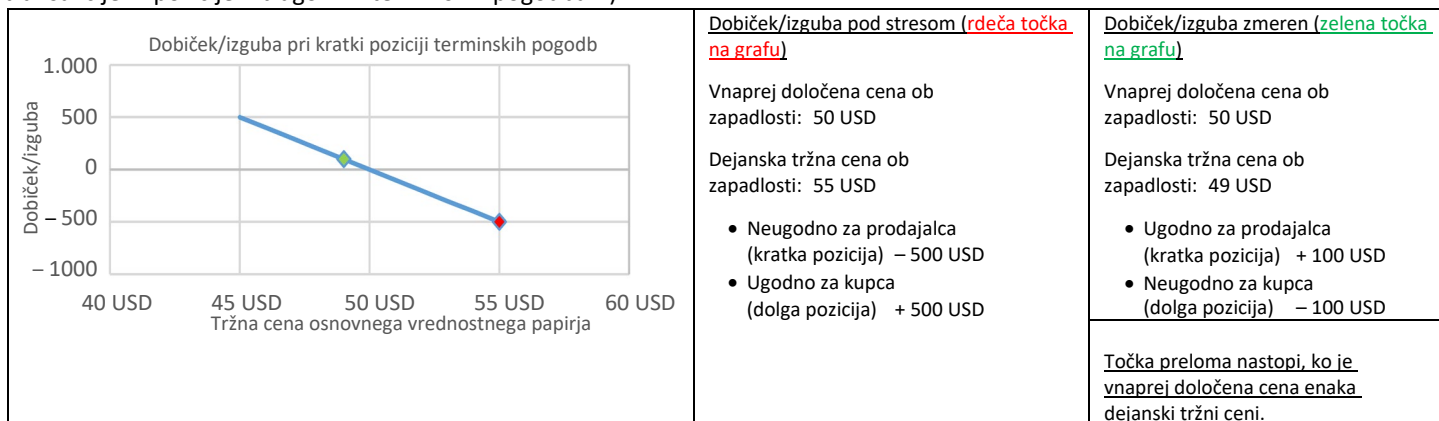 Dobiček/izguba pri kratki poziciji terminskih pogodb
1.000
500
0
– 500
– 1000
Dobiček/izguba
40 USD 45 USD 50 USD 55 USD 60 USD
Tržna cena osnovnega vrednostnega papirja
Dobiček/izguba pod stresom (rdeča točka
na grafu)
Vnaprej določena cena ob
zapadlosti: 50 USD
Dejanska tržna cena ob
zapadlosti: 55 USD
• Neugodno za prodajalca
(kratka pozicija) – 500 USD
• Ugodno za kupca
(dolga pozicija) + 500 USD
Dobiček/izguba zmeren (zelena točka
na grafu)
Vnaprej določena cena ob
zapadlosti: 50 USD
Dejanska tržna cena ob
zapadlosti: 49 USD
• Ugodno za prodajalca
(kratka pozicija) + 100 USD
• Neugodno za kupca
(dolga pozicija) – 100 USD
Točka preloma nastopi, ko je
vnaprej določena cena enaka
dejanski tržni ceni.